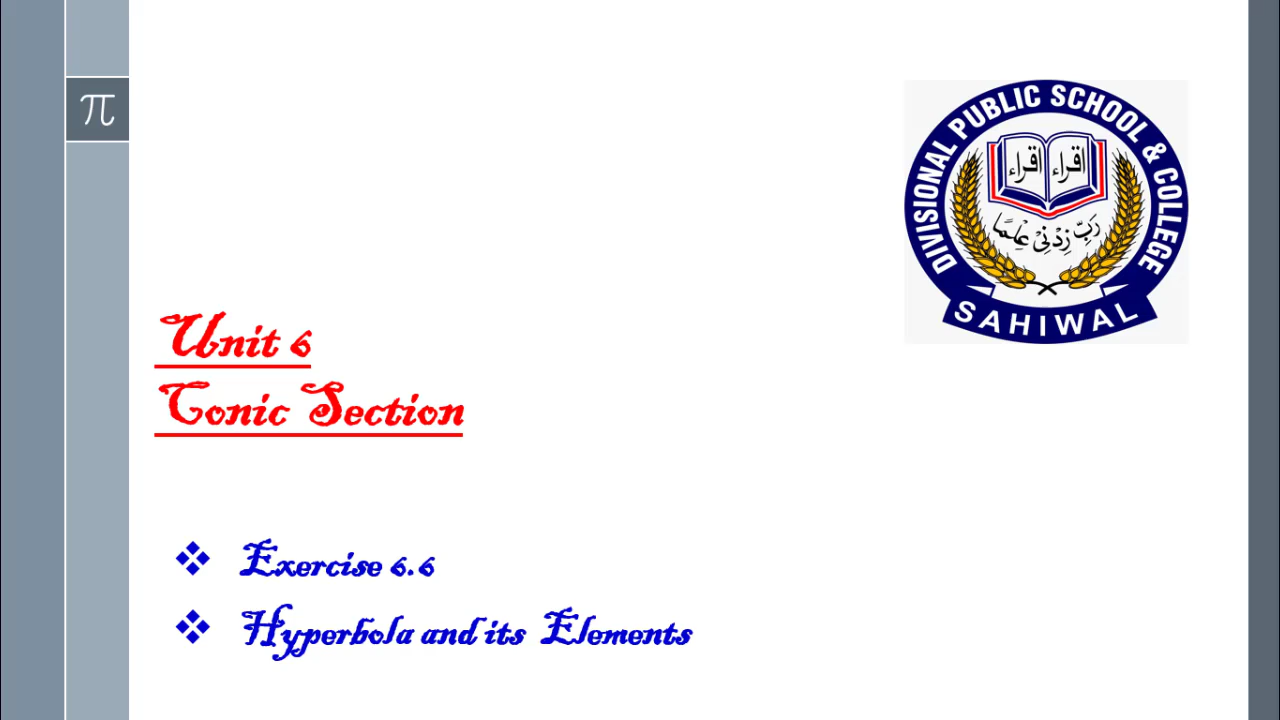 π
DIVISIONAL PUBLIC SCHOOL & COLLEGE
اقراء اقراء
رَبِّ زِدْنِیْ عِلْمًا
SAHIWAL
Unit 6
Conic Section
Exercise 6.6
Hyperbola and its Elements